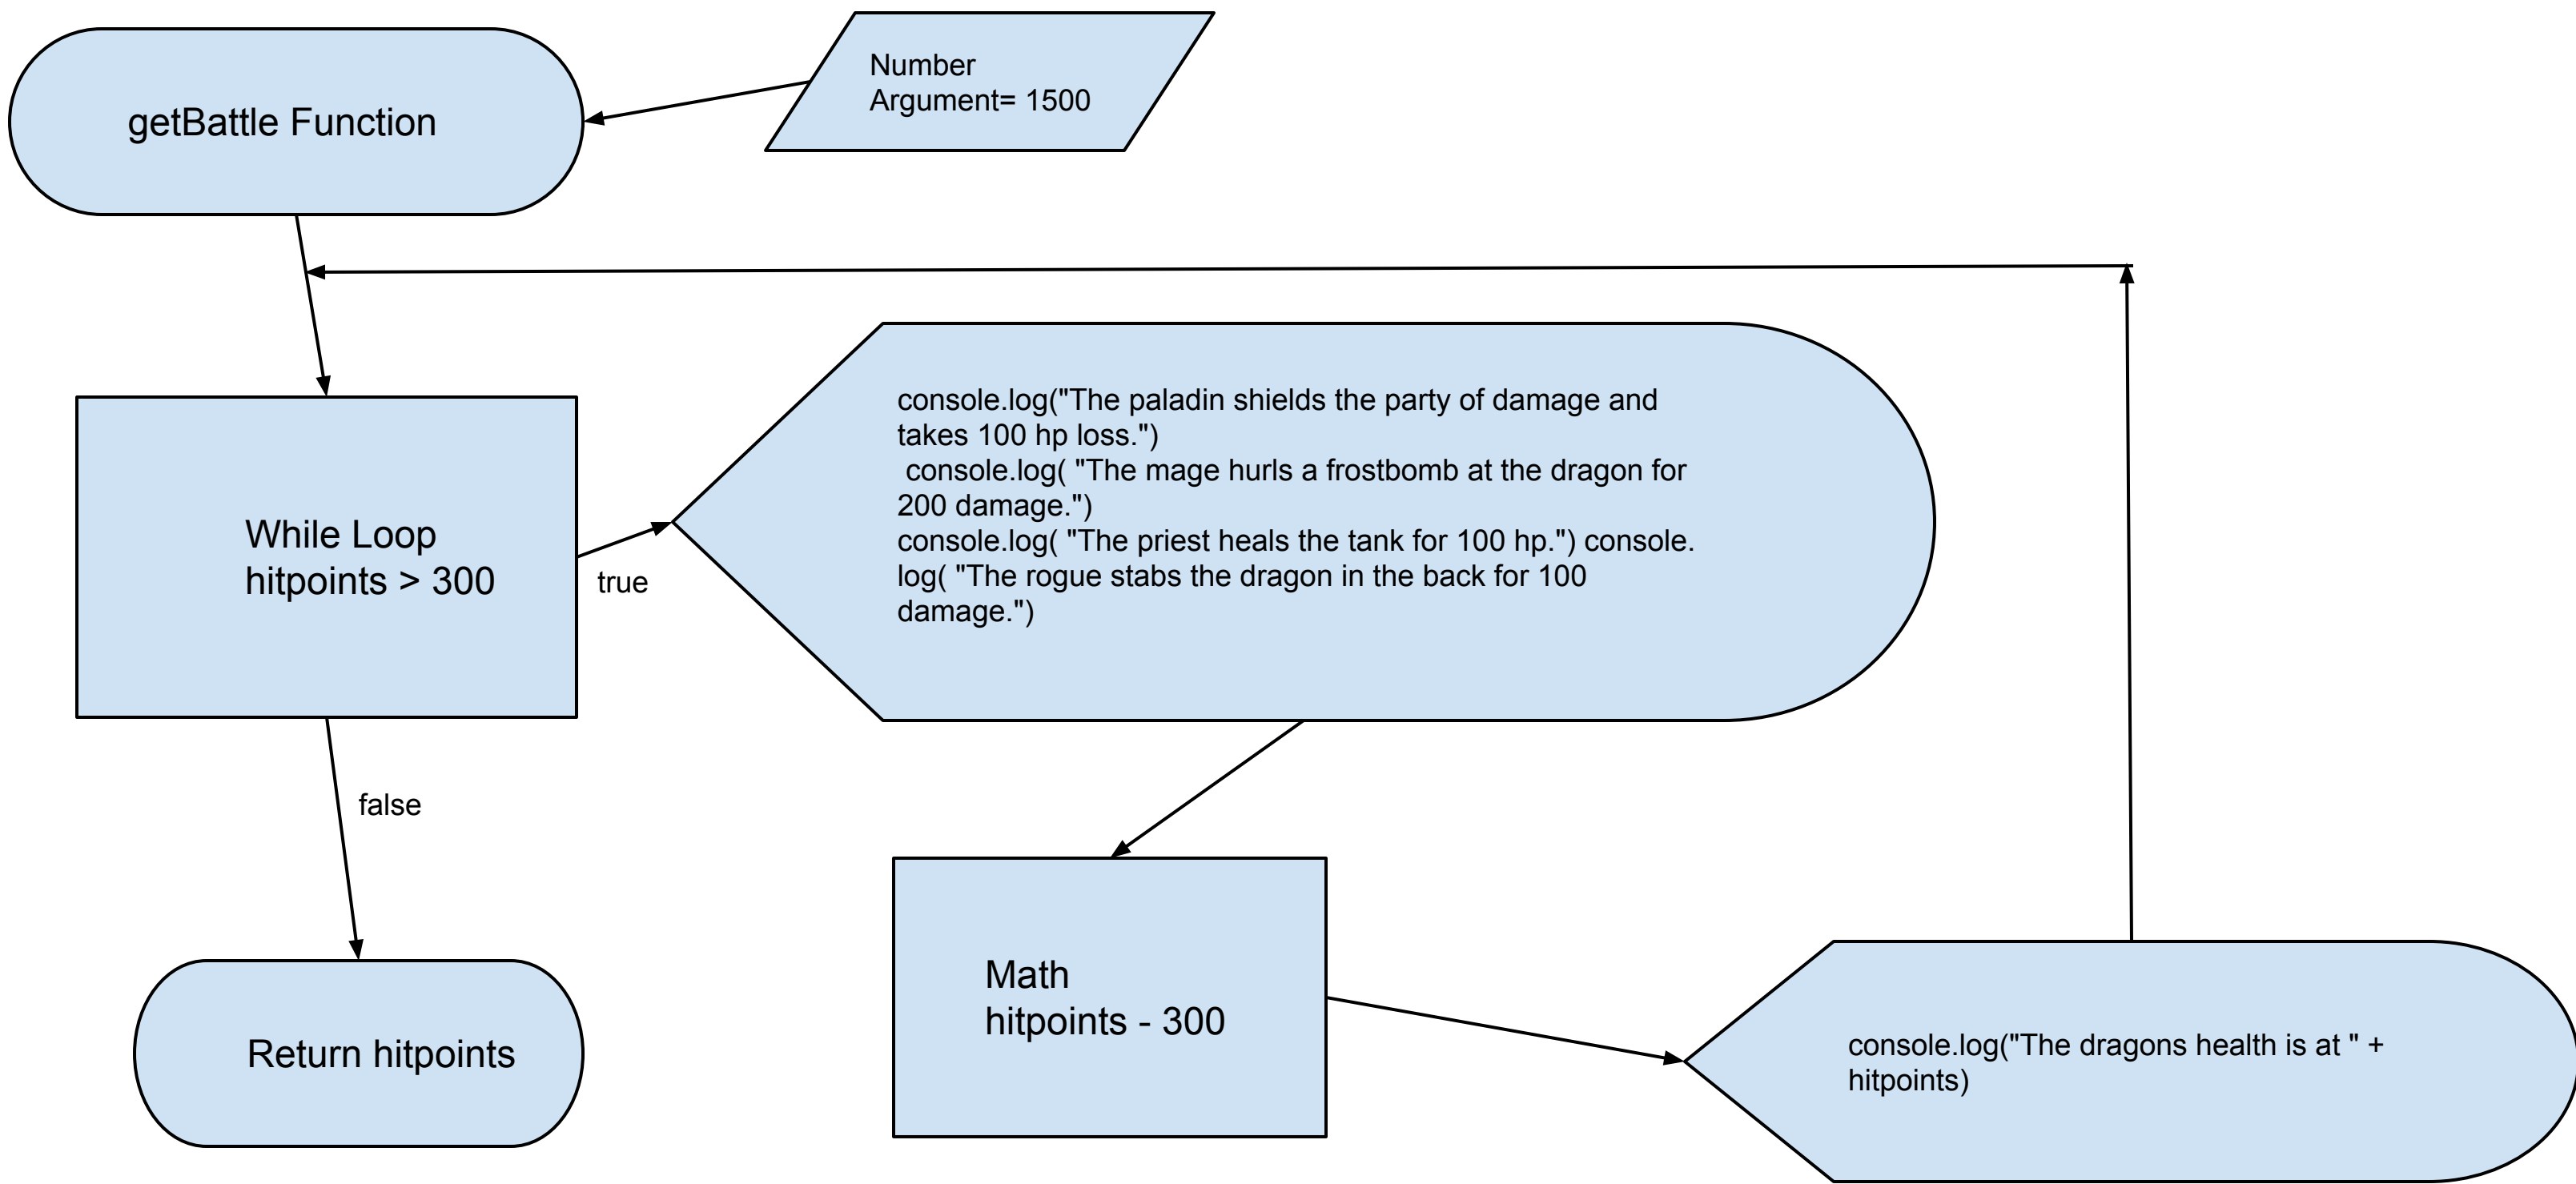 getBattle Function
Number
Argument= 1500
While Loop
hitpoints > 300
true
console.log("The paladin shields the party of damage and
takes 100 hp loss.")
console.log( "The mage hurls a frostbomb at the dragon for
200 damage.")
console.log( "The priest heals the tank for 100 hp.") console.
log( "The rogue stabs the dragon in the back for 100
damage.")
false
Math
hitpoints - 300
Return hitpoints
console.log("The dragons health is at " +
hitpoints)